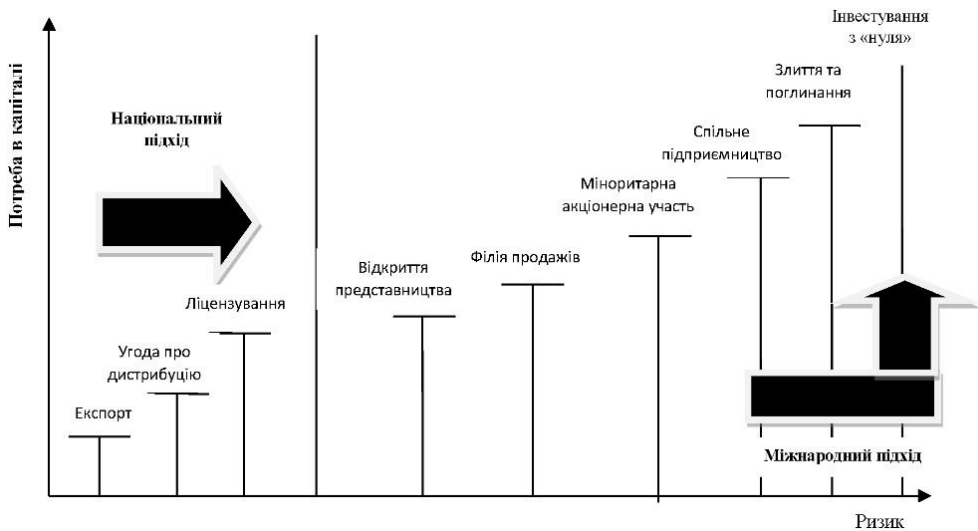 Інвестування
з «нуля»
Злиття та
поглинання
Національний
підхід
Спільне
підприємництво
Потреба в капіталі
Міноритарна
акціонерна участь
Філія продажів
Відкриття
представництва
Ліцензування
Угода про
дистрибуцію
Експорт
Міжнародний підхід
Ризик